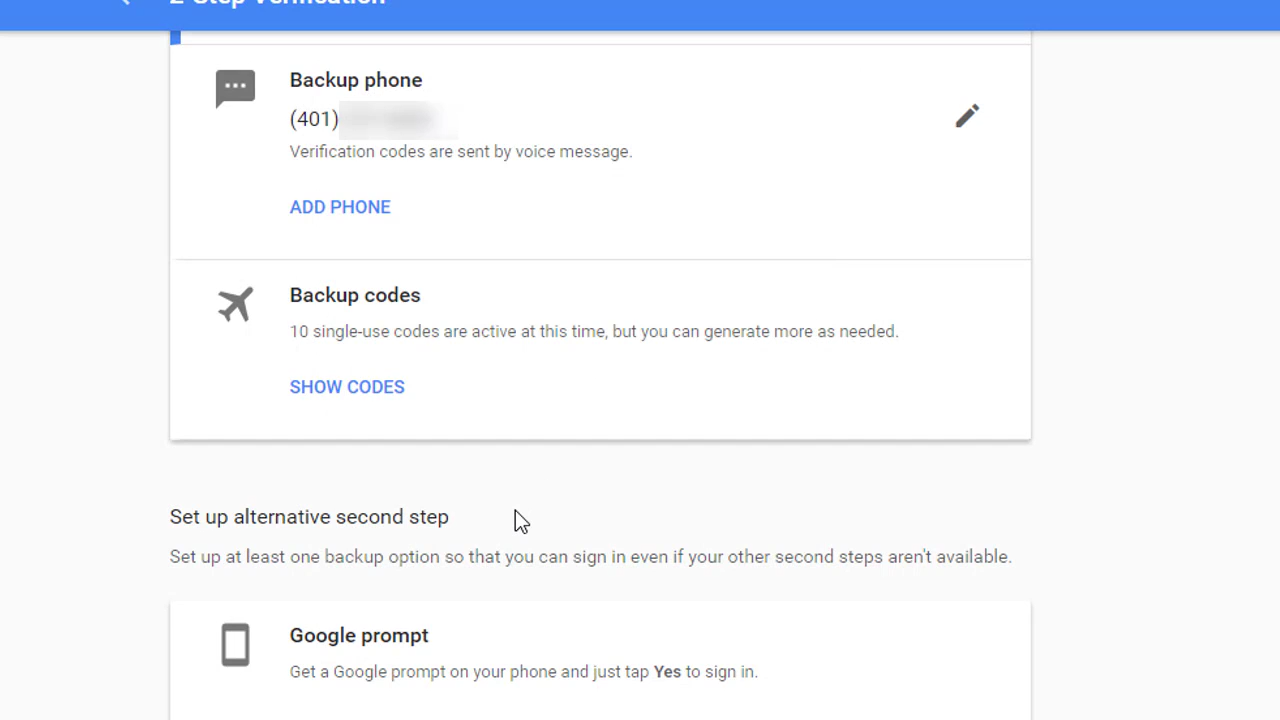 2-Step Verification
Backup phone
(401)
Verification codes are sent by voice message.
ADD PHONE
Backup codes
10 single-use codes are active at this time, but you can generate more as needed.
SHOW CODES
Set up alternative second step
Set up at least one backup option so that you can sign in even if your other second steps aren't available.
Google prompt
Get a Google prompt on your phone and just tap Yes to sign in.